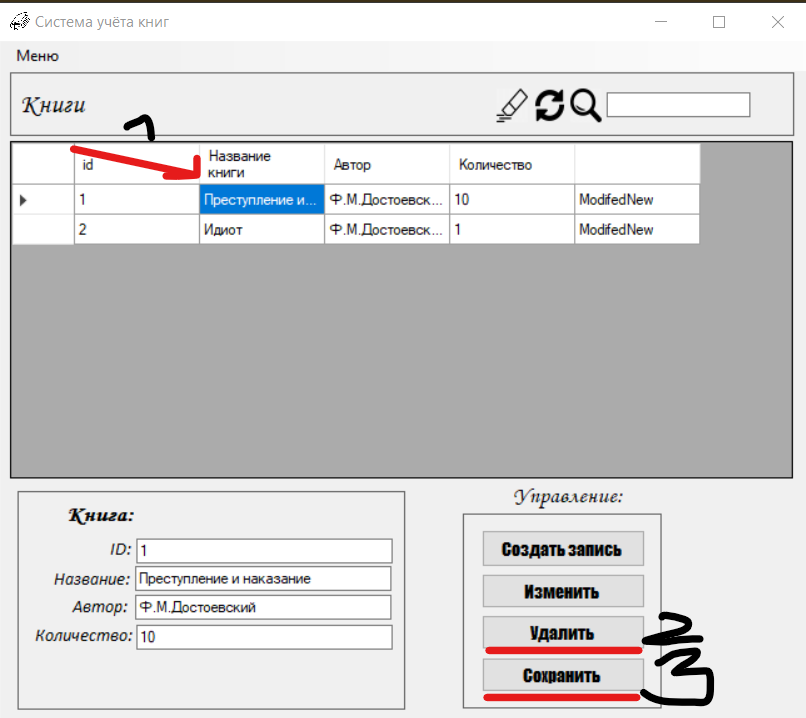 Система учёта книг
Меню
Книги
1
id Название книги Автор Количество
1 Преступление и... Ф.М.Достоевск... 10 ModifedNew
2 Идиот Ф.М.Достоевск... 1 ModifedNew
Книга:
ID: 1
Название: Преступление и наказание
Автор: Ф.М.Достоевский
Количество: 10
Управление:
Создать запись
Изменить
Удалить 2
Сохранить 3